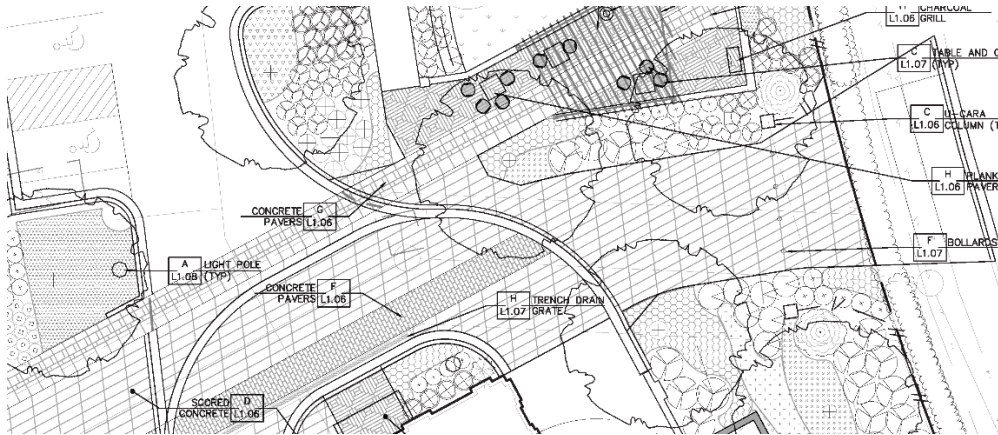 CHARCOAL
L1.06 GRILL
C TABLE AND
L1.07 (TYP)
C U-CARA
L1.06 COLUMN
H PLANK
L1.06 PAVER
CONCRETE G
PAVERS L1.06
F BOLLARDS
L1.07
A LIGHT POLE
L1.08 (TYP)
CONCRETE F
PAVERS L1.06
H TRENCH DRAIN
L1.07 GRATE
SCORED D
CONCRETE L1.06